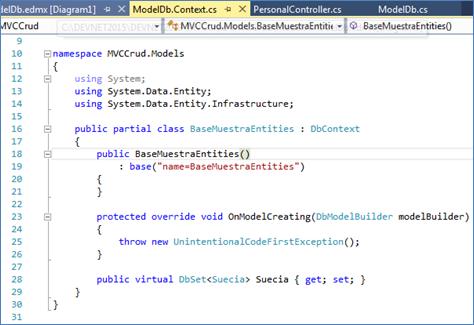 elDb.edmx [Diagram1] ModelDb.Context.cs PersonalController.cs ModelDb.cs
MVCCrud MVCCrud.Models.BaseMuestraEntitie BaseMuestraEntities()
9
10 namespace MVCCrud.Models
11 {
12 using System;
13 using System.Data.Entity;
14 using System.Data.Entity.Infrastructure;
15
16 public partial class BaseMuestraEntities : DbContext
17 {
18 public BaseMuestraEntities()
19 : base("name=BaseMuestraEntities")
20 {
21 }
22
23 protected override void OnModelCreating(DbModelBuilder modelBuilder)
24 {
25 throw new UnintentionalCodeFirstException();
26 }
27
28 public virtual DbSet<Suecia> Suecia { get; set; }
29 }
30 }
31